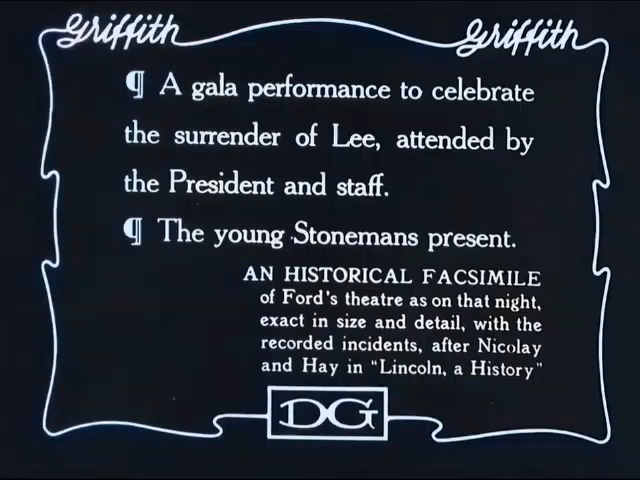 Griffith Griffith
¶ A gala performance to celebrate
the surrender of Lee, attended by
the President and staff.
¶ The young Stonemans present.
AN HISTORICAL FACSIMILE
of Ford's theatre as on that night,
exact in size and detail, with the
recorded incidents, after Nicolay
and Hay in "Lincoln, a History"
DG